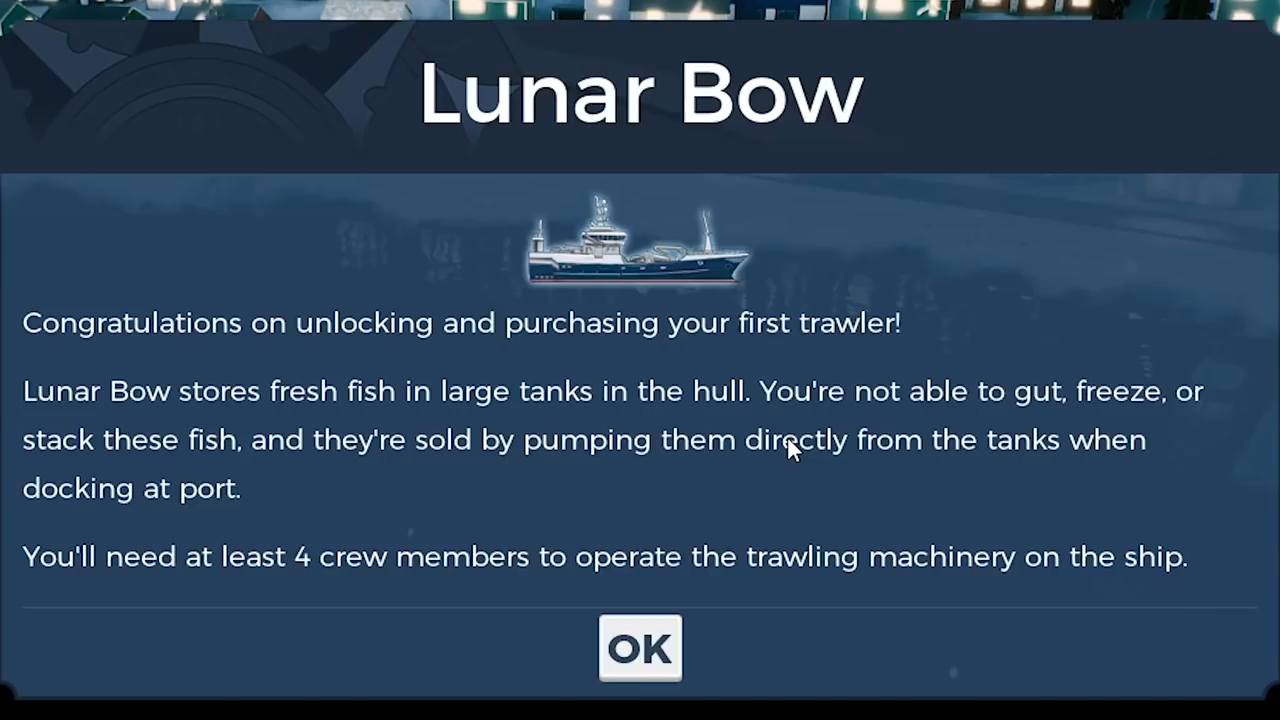 Lunar Bow
Congratulations on unlocking and purchasing your first trawler!
Lunar Bow stores fresh fish in large tanks in the hull. You're not able to gut, freeze, or
stack these fish, and they're sold by pumping them directly from the tanks when
docking at port.
You'll need at least 4 crew members to operate the trawling machinery on the ship.
OK